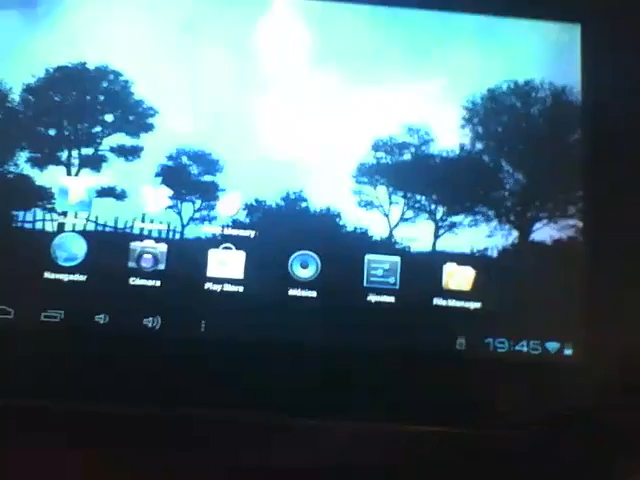 Navegador
Cámara
Play Store
Música
Ajustes
File Manager
19:45